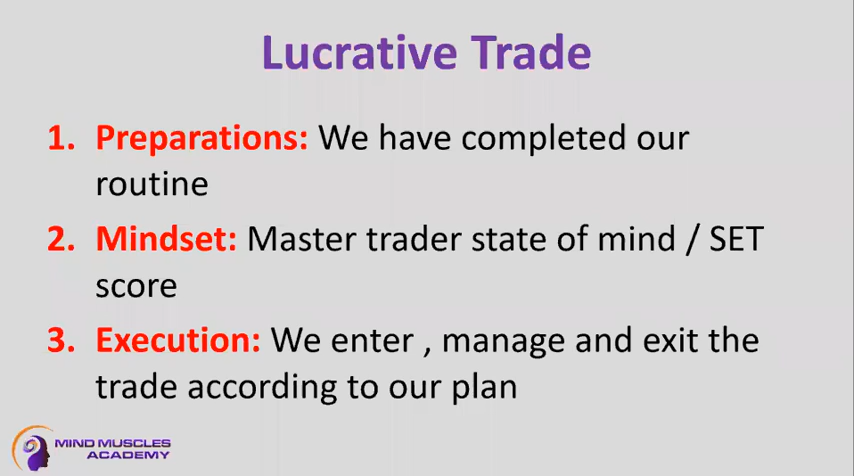 Lucrative Trade
1. Preparations: We have completed our
routine
2. Mindset: Master trader state of mind / SET
score
3. Execution: We enter , manage and exit the
trade according to our plan
MIND MUSCLES
ACADEMY